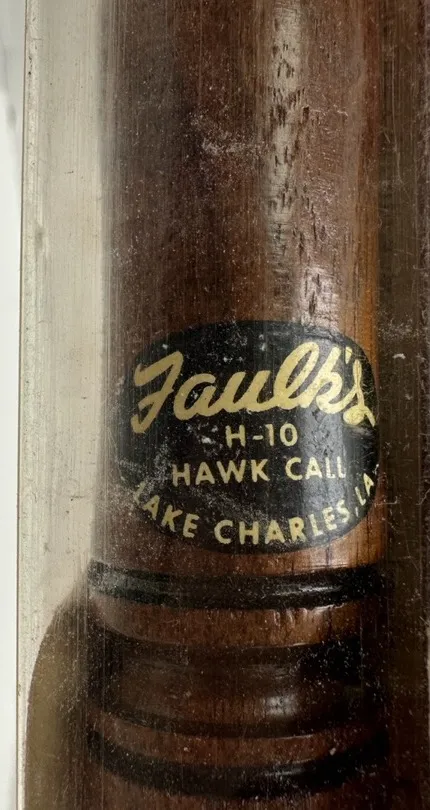 Faulk's
H-10
HAWK CALL
LAKE CHARLES, LA.